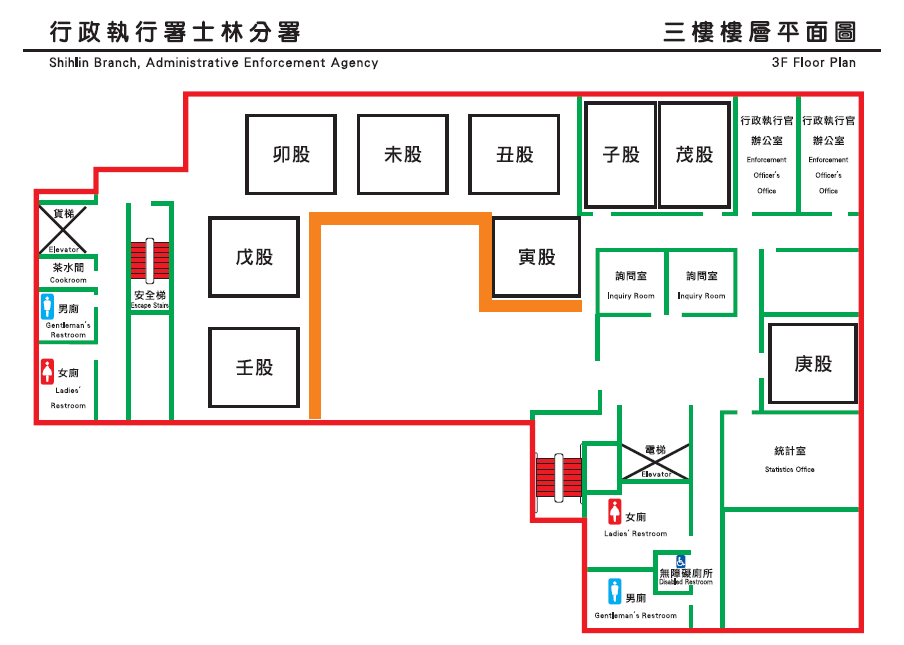 行政執行署士林分署
三樓樓層平面圖
Shihlin Branch, Administrative Enforcement Agency
3F Floor Plan
卯股
未股
丑股
子股
茂股
行政執行官
辦公室
Enforcement
Officer's
Office
行政執行官
辦公室
Enforcement
Officer's
Office
貨梯
Elevator
茶水間
Cookroom
男廁
Gentleman's
Restroom
女廁
Ladies'
Restroom
安全梯
Escape Stairs
戊股
壬股
寅股
詢問室
Inquiry Room
詢問室
Inquiry Room
庚股
電梯
Elevator
統計室
Statistics Office
女廁
Ladies' Restroom
無障礙廁所
Disabled Restroom
男廁
Gentleman's Restroom